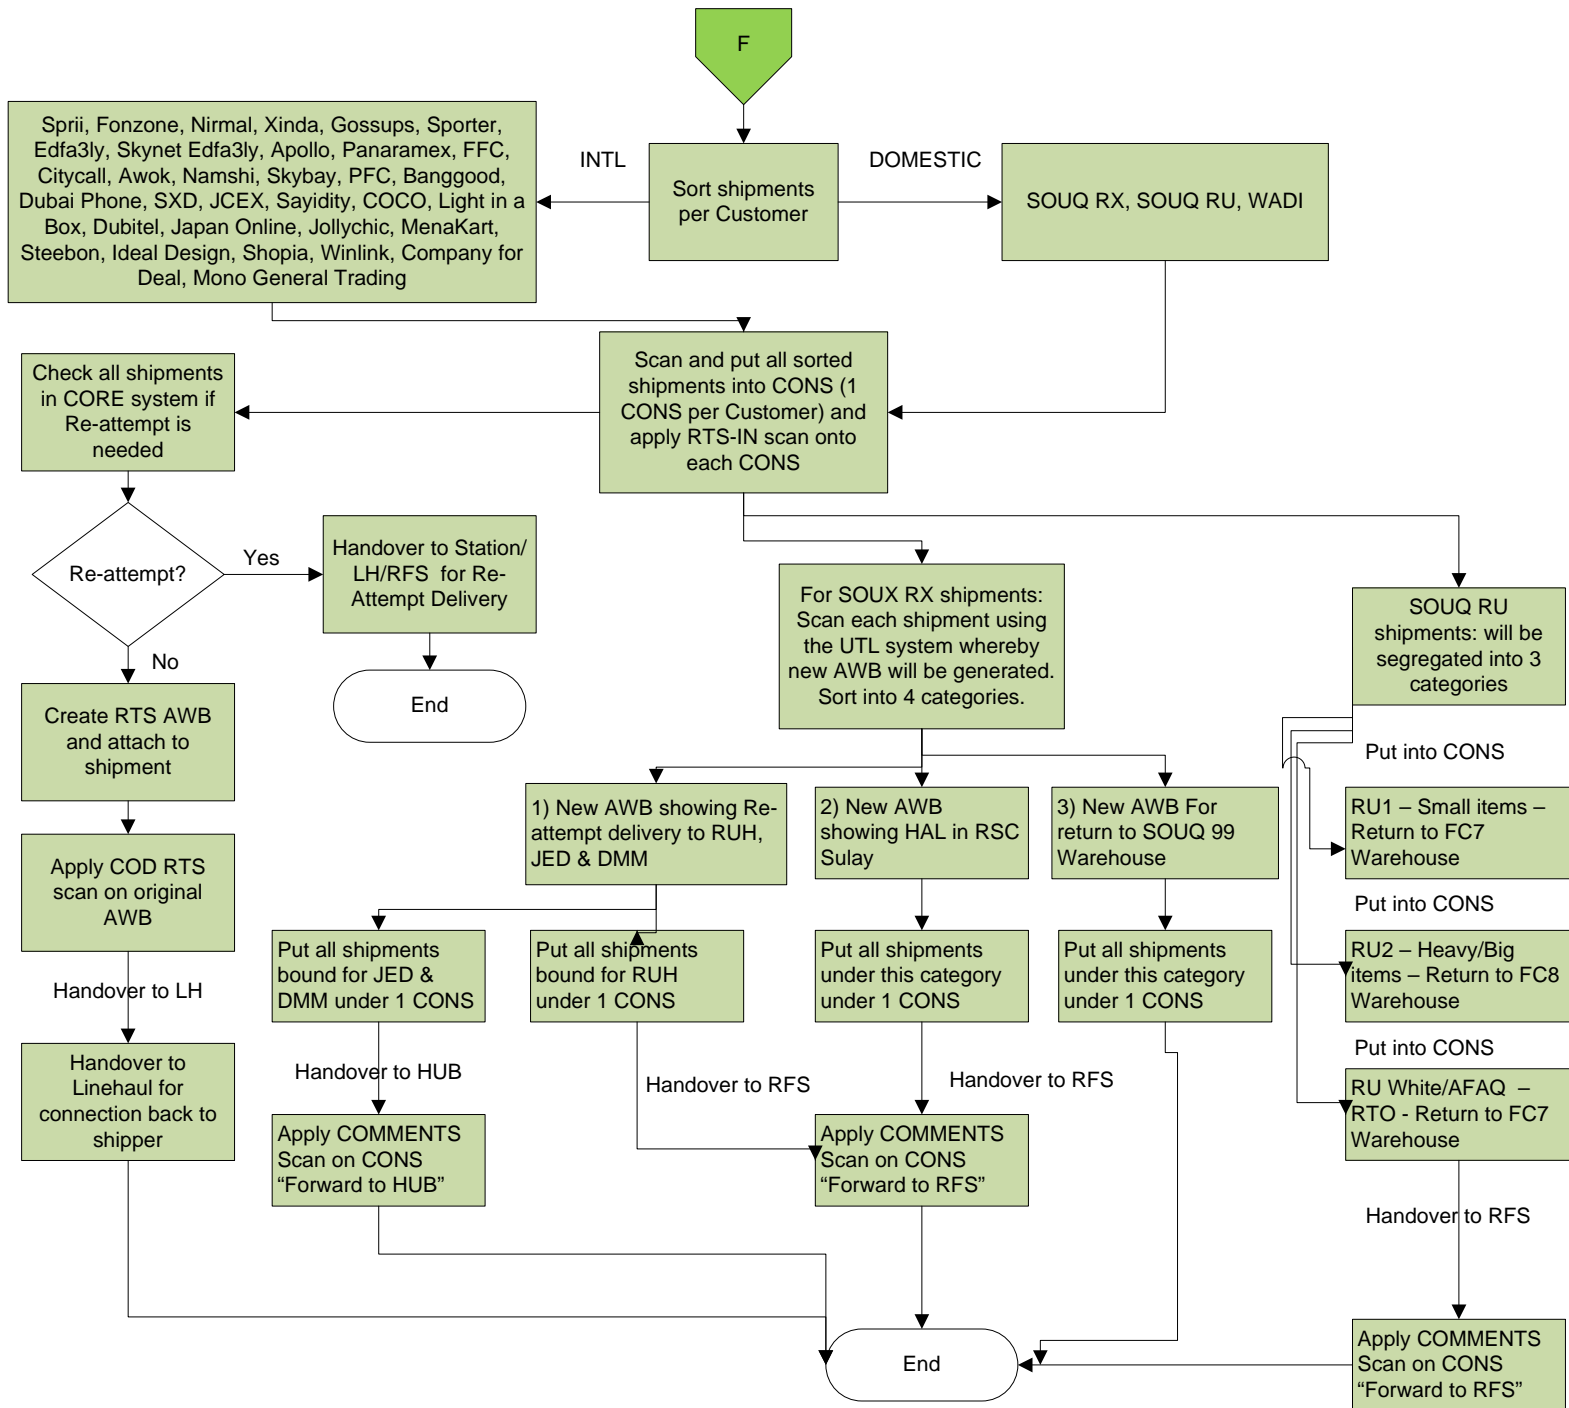 F
Sprii, Fonzone, Nirmal, Xinda, Gossups, Sporter,
Edfa3ly, Skynet Edfa3ly, Apollo, Panaramex, FFC,
Citycall, Awok, Namshi, Skybay, PFC, Banggood,
Dubai Phone, SXD, JCEX, Sayidity, COCO, Light in a
Box, Dubitel, Japan Online, Jollychic, MenaKart,
Steebon, Ideal Design, Shopia, Winlink, Company for
Deal, Mono General Trading
INTL
Sort shipments
per Customer
DOMESTIC
SOUQ RX, SOUQ RU, WADI
Check all shipments
in CORE system if
Re-attempt is
needed
Scan and put all sorted
shipments into CONS (1
CONS per Customer) and
apply RTS-IN scan onto
each CONS
Re-attempt?
Yes
Handover to Station/
LH/RFS for Re-
Attempt Delivery
End
No
For SOUX RX shipments:
Scan each shipment using
the UTL system whereby
new AWB will be generated.
Sort into 4 categories.
SOUQ RU
shipments: will be
segregated into 3
categories
Create RTS AWB
and attach to
shipment
Put into CONS
1) New AWB showing Re-
attempt delivery to RUH,
JED & DMM
2) New AWB
showing HAL in RSC
Sulay
3) New AWB For
return to SOUQ 99
Warehouse
RU1 – Small items –
Return to FC7
Warehouse
Apply COD RTS
scan on original
AWB
Put into CONS
Put all shipments
bound for JED &
DMM under 1 CONS
Put all shipments
bound for RUH
under 1 CONS
Put all shipments
under this category
under 1 CONS
Put all shipments
under this category
under 1 CONS
RU2 – Heavy/Big
items – Return to FC8
Warehouse
Handover to LH
Put into CONS
Handover to
Linehaul for
connection back to
shipper
Handover to HUB
Handover to RFS
Handover to RFS
RU White/AFAQ –
RTO - Return to FC7
Warehouse
Apply COMMENTS
Scan on CONS
“Forward to HUB”
Apply COMMENTS
Scan on CONS
“Forward to RFS”
Handover to RFS
End
Apply COMMENTS
Scan on CONS
“Forward to RFS”